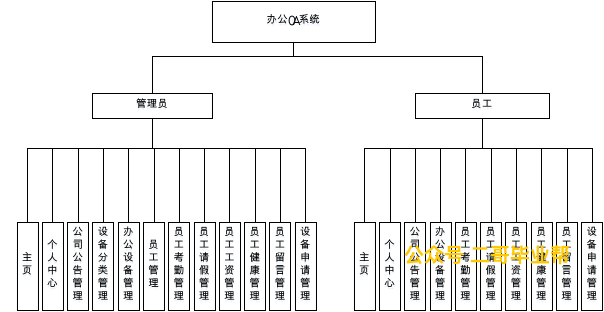 办公OA系统
管理员
员工
主页
个人中心
公司公告管理
设备分类管理
办公设备管理
员工管理
员工考勤管理
员工请假管理
员工工资管理
员工健康管理
员工留言管理
设备申请管理
主页
个人中心
公司公告管理
办公设备管理
员工考勤管理
员工请假管理
员工工资管理
员工健康管理
员工留言管理
设备申请管理
公众号:二哥毕业帮